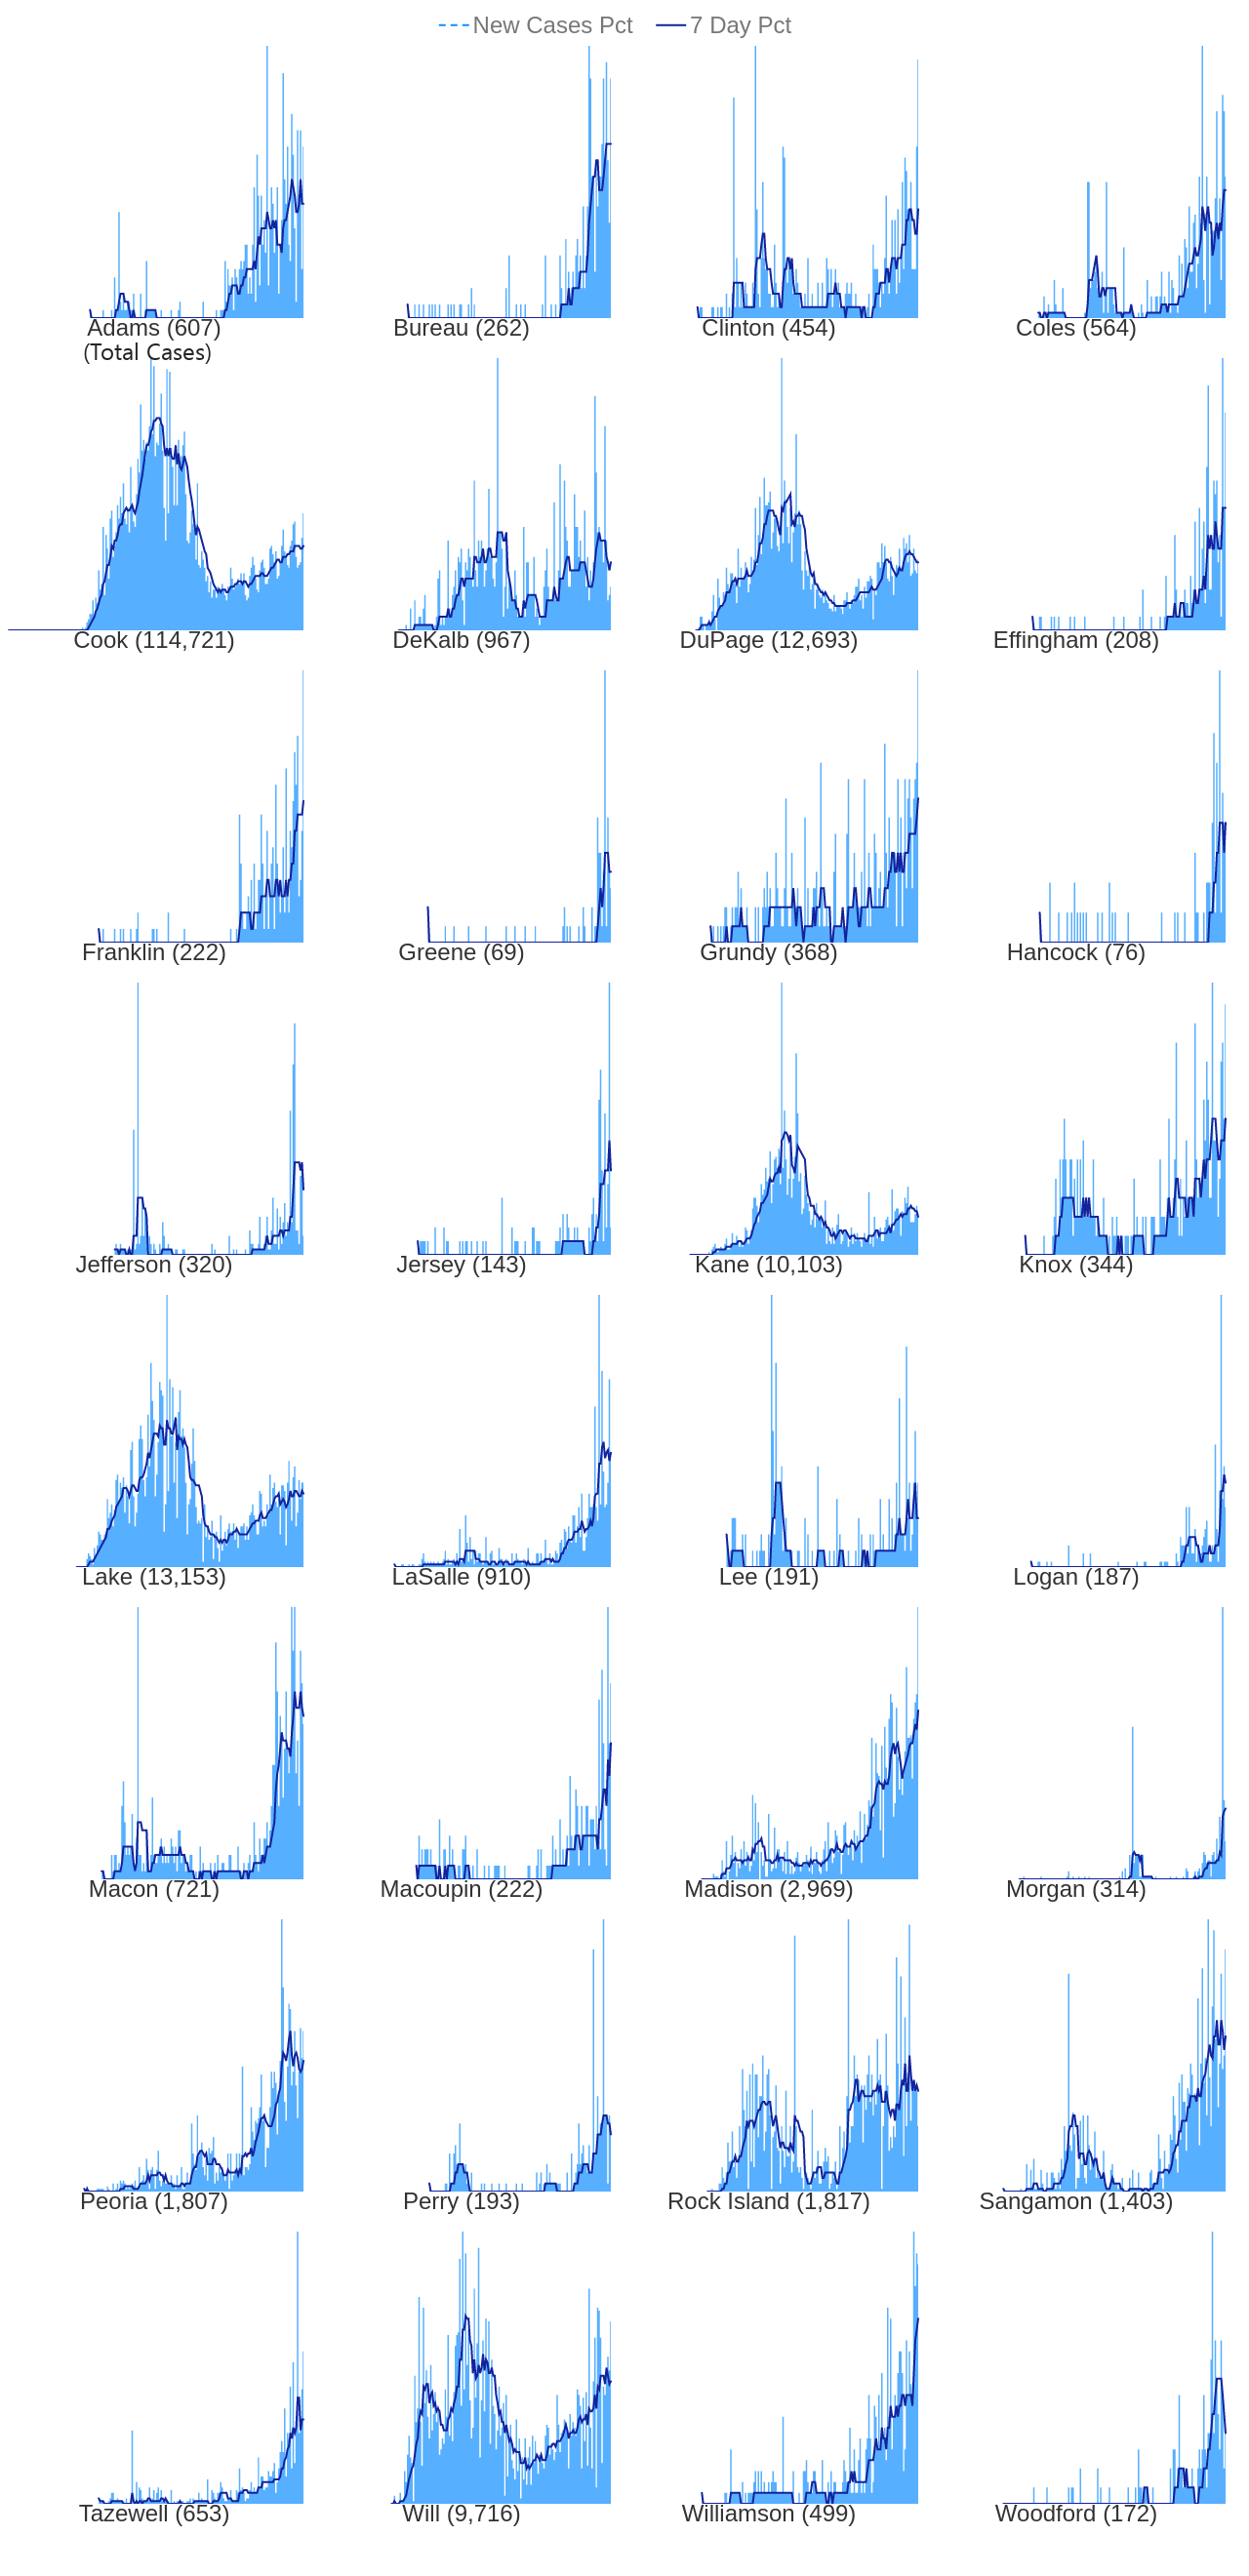 New Cases Pct 7 Day Pct
Adams (607) Bureau (262) Clinton (454) Coles (564)
(Total Cases)
Cook (114,721) DeKalb (967) DuPage (12,693) Effingham (208)
Franklin (222) Greene (69) Grundy (368) Hancock (76)
Jefferson (320) Jersey (143) Kane (10,103) Knox (344)
Lake (13,153) LaSalle (910) Lee (191) Logan (187)
Macon (721) Macoupin (222) Madison (2,969) Morgan (314)
Peoria (1,807) Perry (193) Rock Island (1,817) Sangamon (1,403)
Tazewell (653) Will (9,716) Williamson (499) Woodford (172)